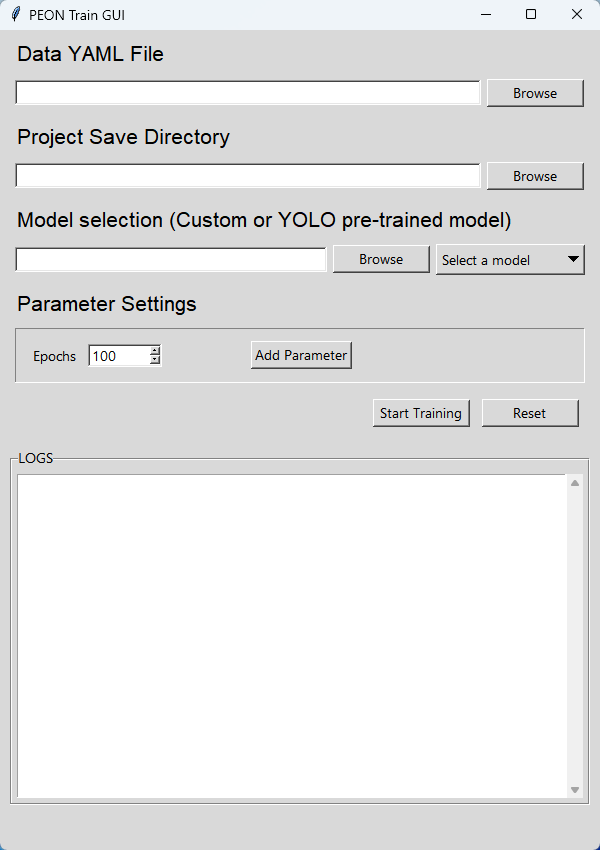 PEON Train GUI
Data YAML File
Browse
Project Save Directory
Browse
Model selection (Custom or YOLO pre-trained model)
Browse Select a model
Parameter Settings
Epochs 100 Add Parameter
Start Training Reset
LOGS